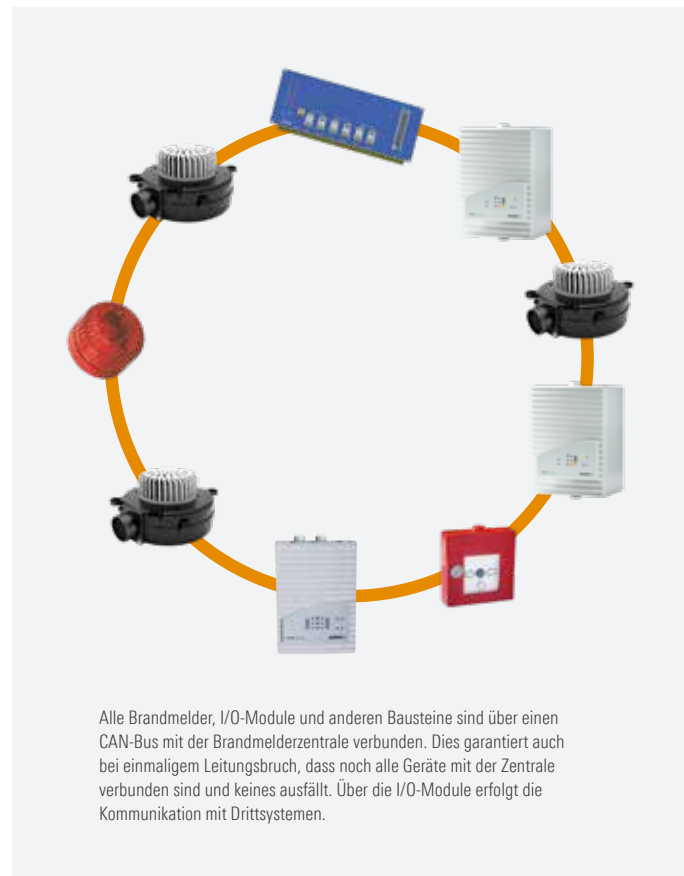 Alle Brandmelder, I/O-Module und anderen Bausteine sind über einen
CAN-Bus mit der Brandmelderzentrale verbunden. Dies garantiert auch
bei einmaligem Leitungsbruch, dass noch alle Geräte mit der Zentrale
verbunden sind und keines ausfällt. Über die I/O-Module erfolgt die
Kommunikation mit Drittsystemen.